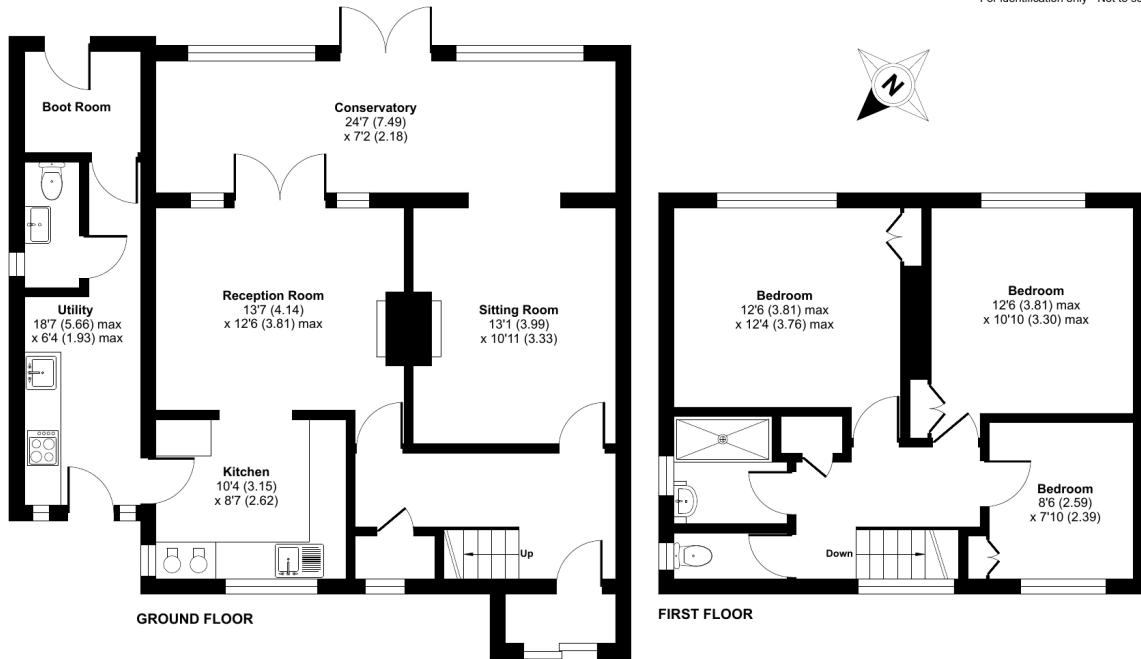 For identification only - Not to sc
N
Boot Room
Conservatory
24'7 (7.49)
x 7'2 (2.18)
Utility
18'7 (5.66) max
x 6'4 (1.93) max
Reception Room
13'7 (4.14)
x 12'6 (3.81) max
Sitting Room
13'1 (3.99)
x 10'11 (3.33)
Kitchen
10'4 (3.15)
x 8'7 (2.62)
Up
GROUND FLOOR
Bedroom
12'6 (3.81) max
x 12'4 (3.76) max
Bedroom
12'6 (3.81) max
x 10'10 (3.30) max
Bedroom
8'6 (2.59)
x 7'10 (2.39)
Down
FIRST FLOOR